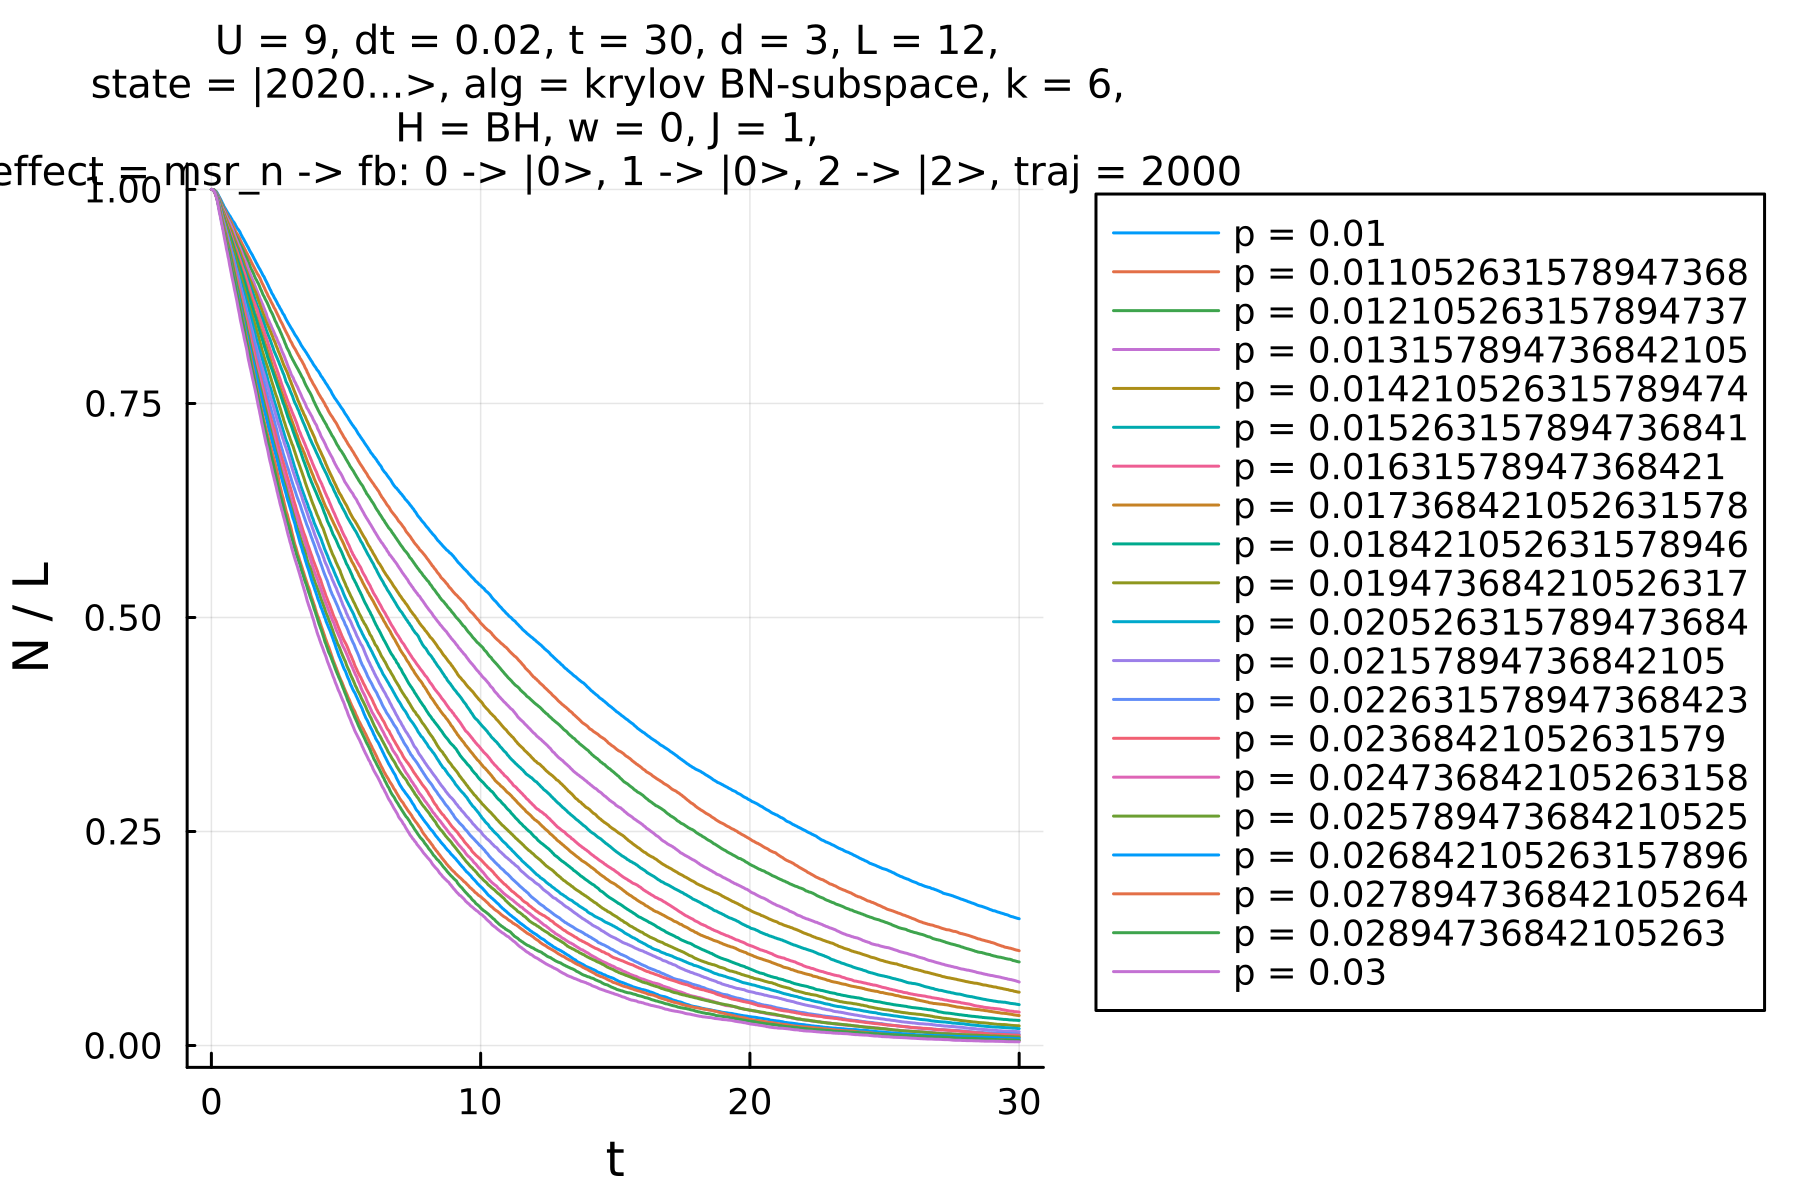 U = 9, dt = 0.02, t = 30, d = 3, L = 12,
state = |2020...>, alg = krylov BN-subspace, k = 6,
H = BH, w = 0, J = 1,
effect = msr_n -> fb: 0 -> |0>, 1 -> |0>, 2 -> |2>, traj = 2000
1.00
0.75
0.50
0.25
0.00
N / L
0
10
20
30
t
p = 0.01
p = 0.011052631578947368
p = 0.012105263157894737
p = 0.013157894736842105
p = 0.014210526315789474
p = 0.015263157894736841
p = 0.01631578947368421
p = 0.017368421052631578
p = 0.018421052631578946
p = 0.019473684210526317
p = 0.020526315789473684
p = 0.02157894736842105
p = 0.022631578947368423
p = 0.02368421052631579
p = 0.024736842105263158
p = 0.025789473684210525
p = 0.026842105263157896
p = 0.027894736842105264
p = 0.02894736842105263
p = 0.03